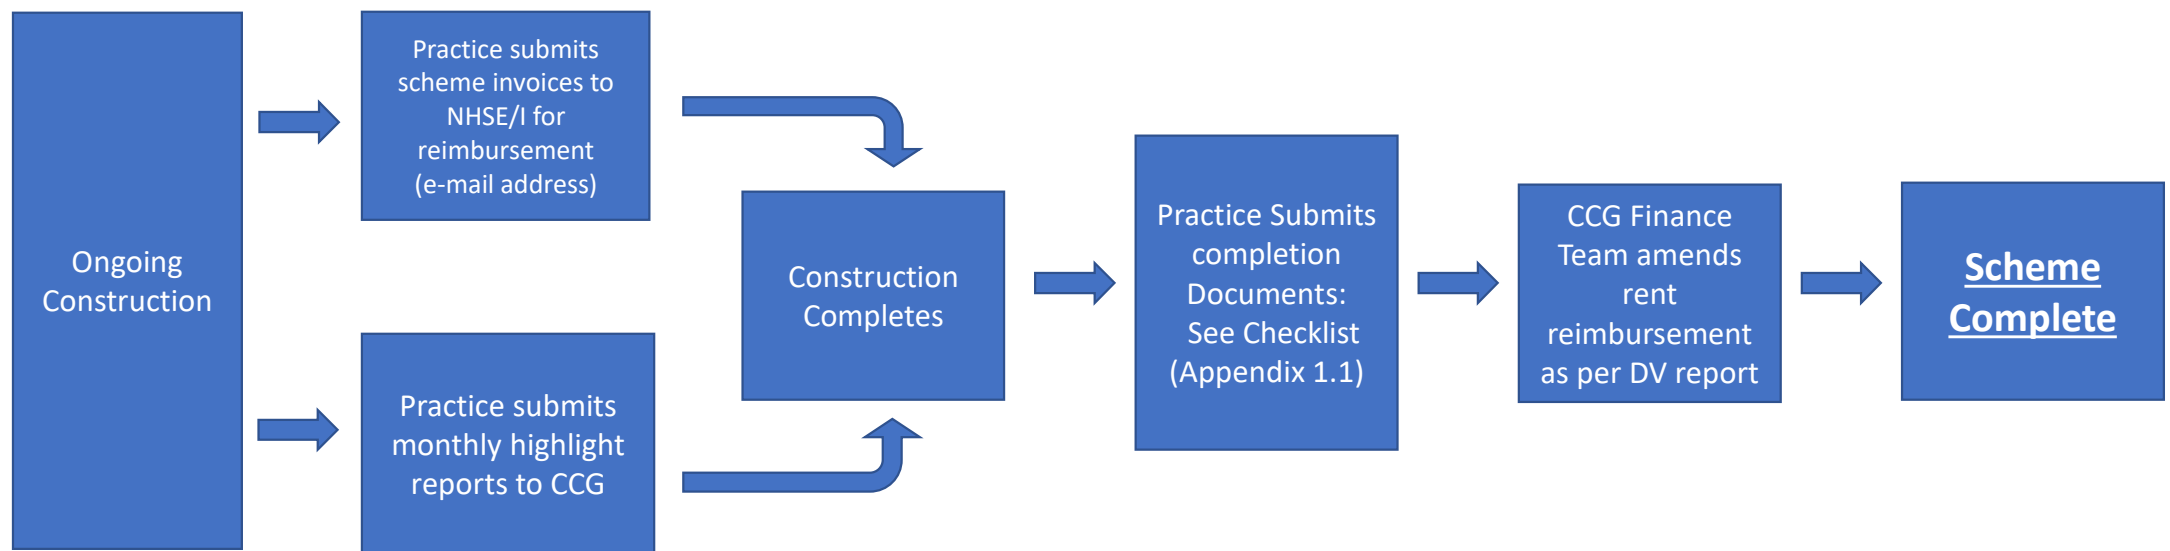 Ongoing
Construction
Practice submits
scheme invoices to
NHSE/I for
reimbursement
(e-mail address)
Practice submits
monthly highlight
reports to CCG
Construction
Completes
Practice Submits
completion
Documents:
See Checklist
(Appendix 1.1)
CCG Finance
Team amends
rent
reimbursement
as per DV report
Scheme
Complete